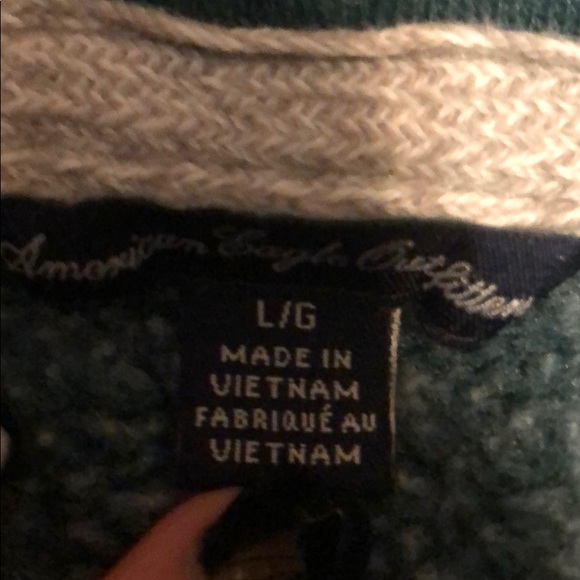 American Eagle Outfitters
L/G
MADE IN
VIETNAM
FABRIQUÉ AU
VIETNAM